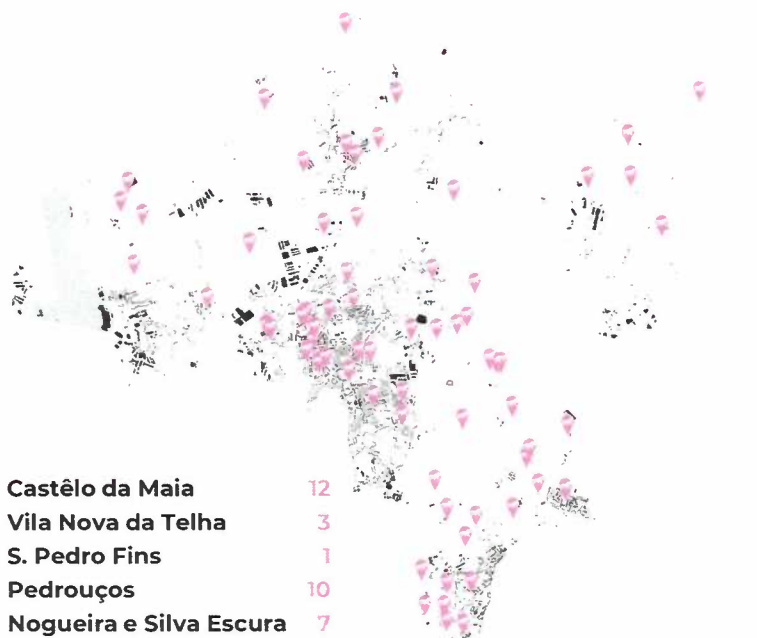 Castêlo da Maia 12
Vila Nova da Telha 3
S. Pedro Fins 1
Pedrouços 10
Nogueira e Silva Escura 7